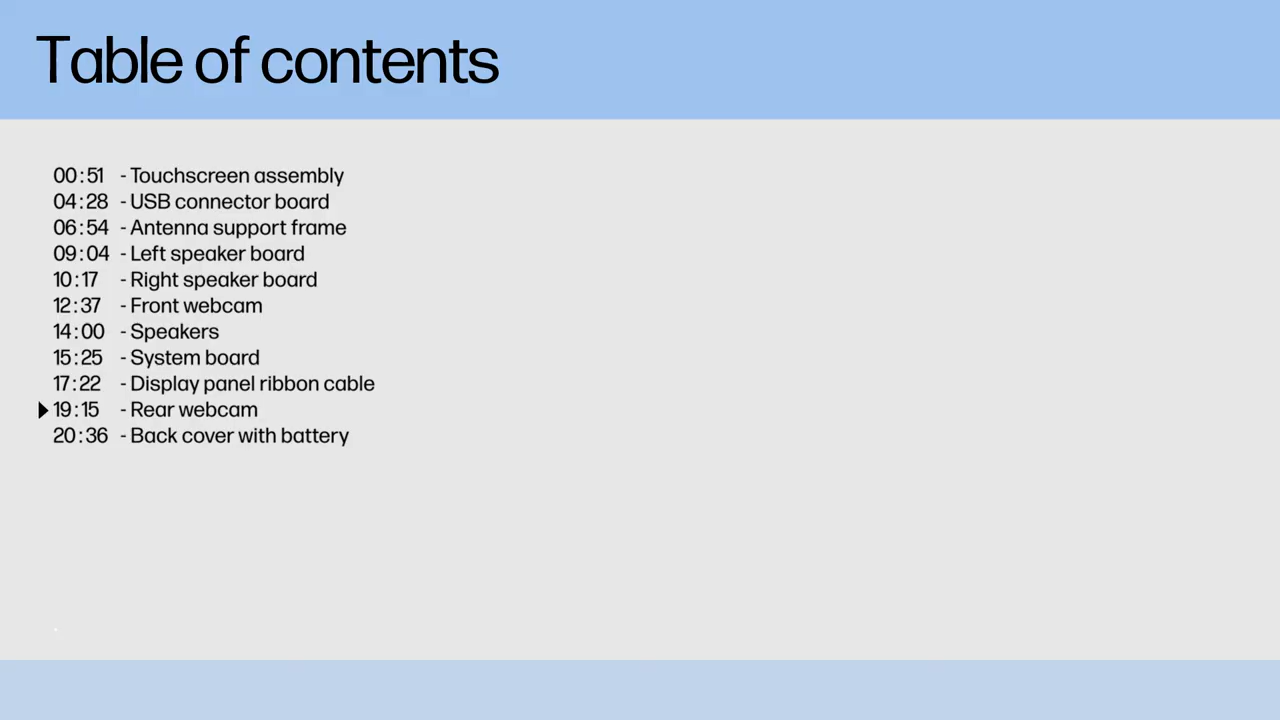 Table of contents
00:51 - Touchscreen assembly
04:28 - USB connector board
06:54 - Antenna support frame
09:04 - Left speaker board
10:17 - Right speaker board
12:37 - Front webcam
14:00 - Speakers
15:25 - System board
17:22 - Display panel ribbon cable
19:15 - Rear webcam
20:36 - Back cover with battery